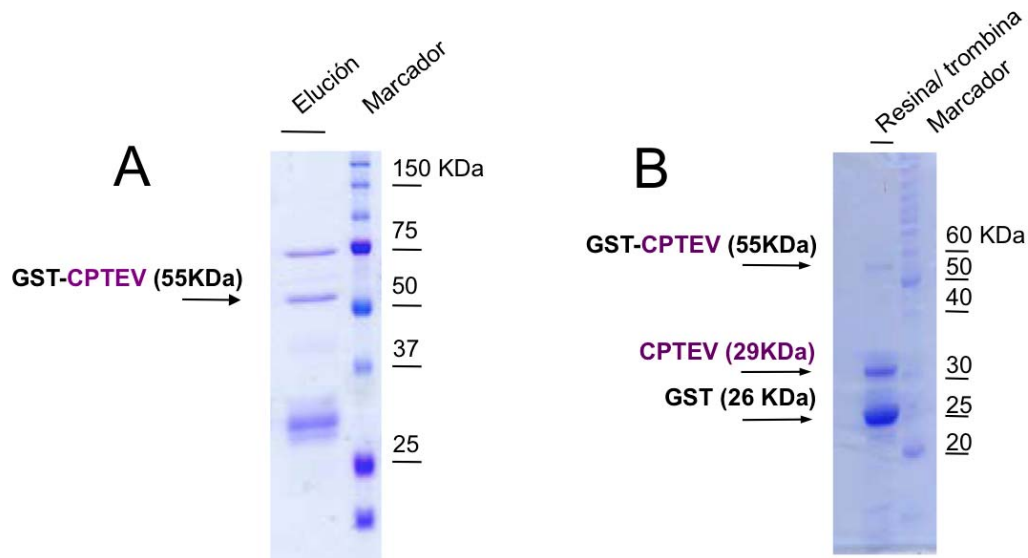 A
Elución
Marcador
150 KDa
75
GST-CPTEV (55KDa)
50
37
25
B
Resina/ trombina
Marcador
GST-CPTEV (55KDa)
60 KDa
50
40
CPTEV (29KDa)
30
GST (26 KDa)
25
20